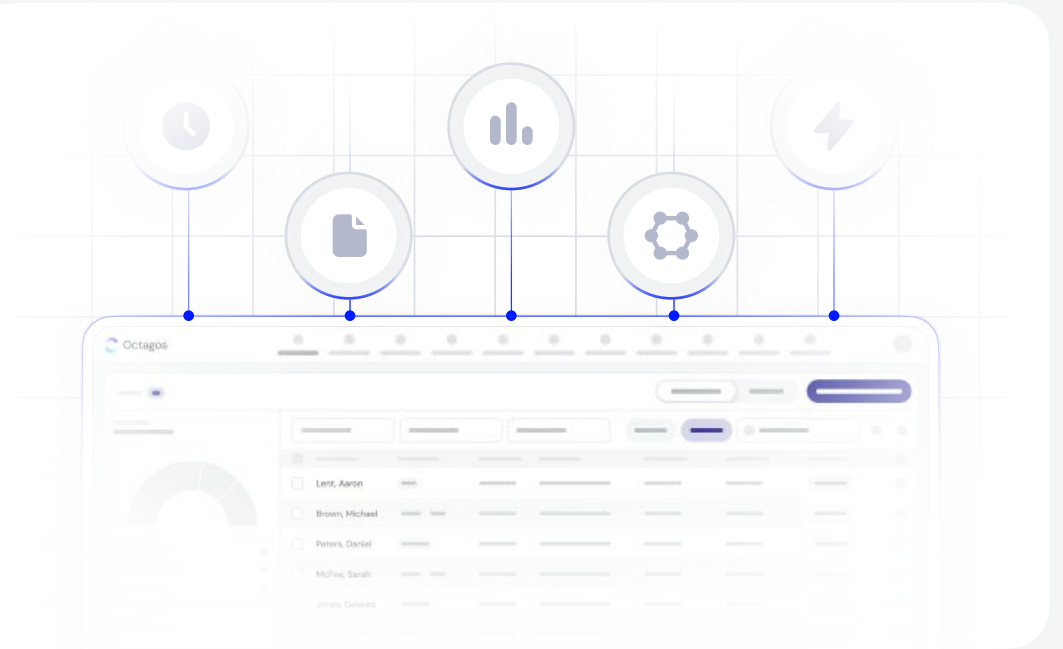 Octagos
Lent, Aaron
Brown, Michael
Peters, Daniel
McFee, Sarah
Jones, Delores